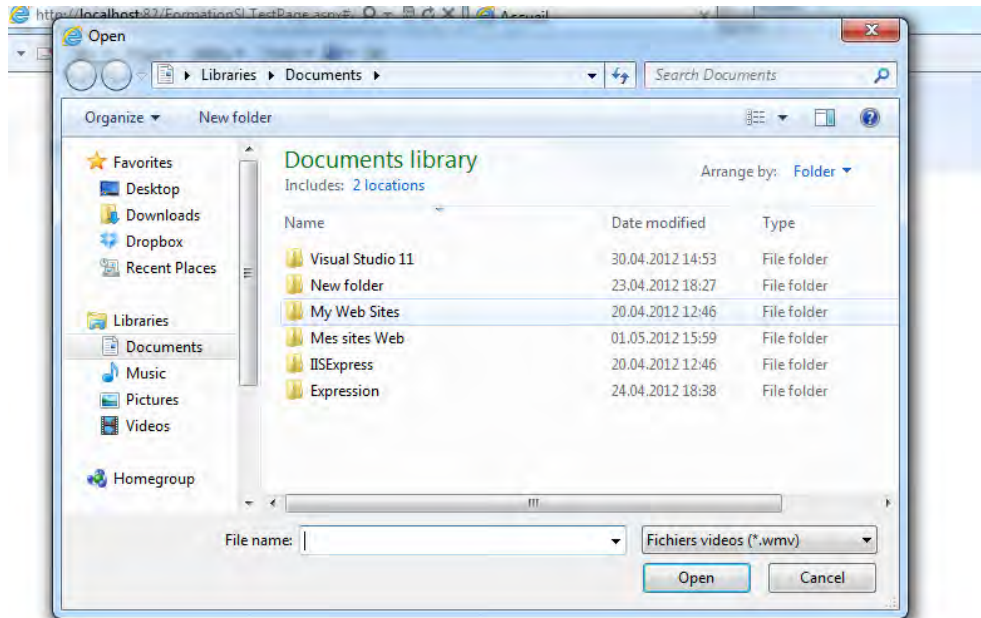 http://localhost:82/FormationSLTestPage.aspx#. Accueil
Open
Libraries Documents
Search Documents
Organize New folder
Favorites
Desktop
Downloads
Dropbox
Recent Places
Libraries
Documents
Music
Pictures
Videos
Homegroup
Documents library
Includes: 2 locations
Arrange by: Folder
Name Date modified Type
Visual Studio 11 30.04.2012 14:53 File folder
New folder 23.04.2012 18:27 File folder
My Web Sites 20.04.2012 12:46 File folder
Mes sites Web 01.05.2012 15:59 File folder
IISExpress 20.04.2012 12:46 File folder
Expression 24.04.2012 18:38 File folder
File name:
Fichiers videos (*.wmv)
Open Cancel